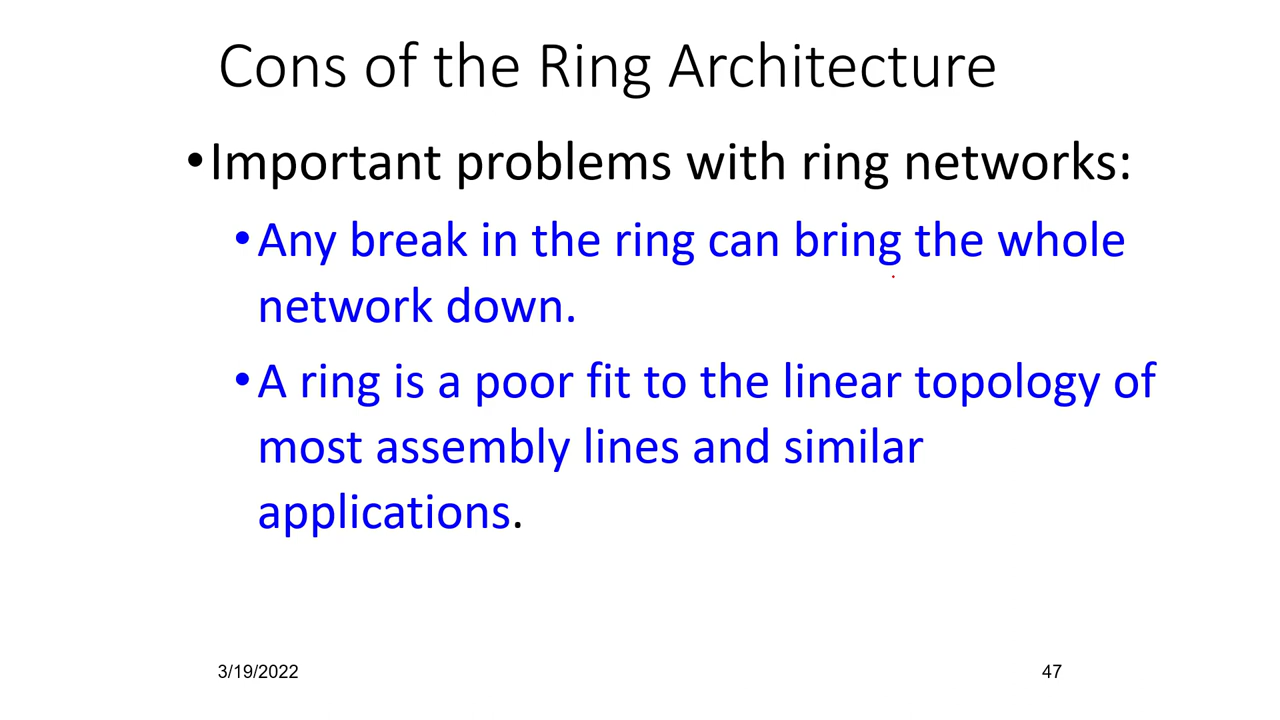 Cons of the Ring Architecture
•Important problems with ring networks:
•Any break in the ring can bring the whole
network down.
•A ring is a poor fit to the linear topology of
most assembly lines and similar
applications.
3/19/2022 47